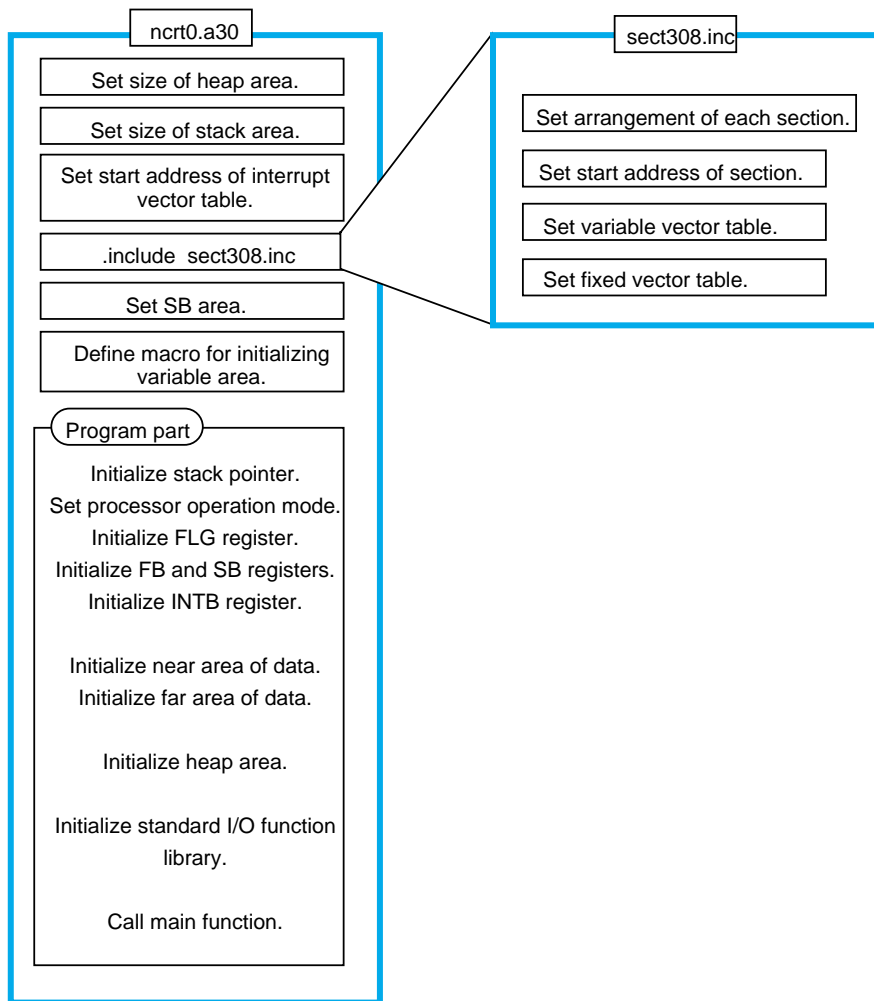 ncrt0.a30
Set size of heap area.
Set size of stack area.
Set start address of interrupt
vector table.
.include sect308.inc
Set SB area.
Define macro for initializing
variable area.
Program part
Initialize stack pointer.
Set processor operation mode.
Initialize FLG register.
Initialize FB and SB registers.
Initialize INTB register.
Initialize near area of data.
Initialize far area of data.
Initialize heap area.
Initialize standard I/O function
library.
Call main function.
sect308.inc
Set arrangement of each section.
Set start address of section.
Set variable vector table.
Set fixed vector table.